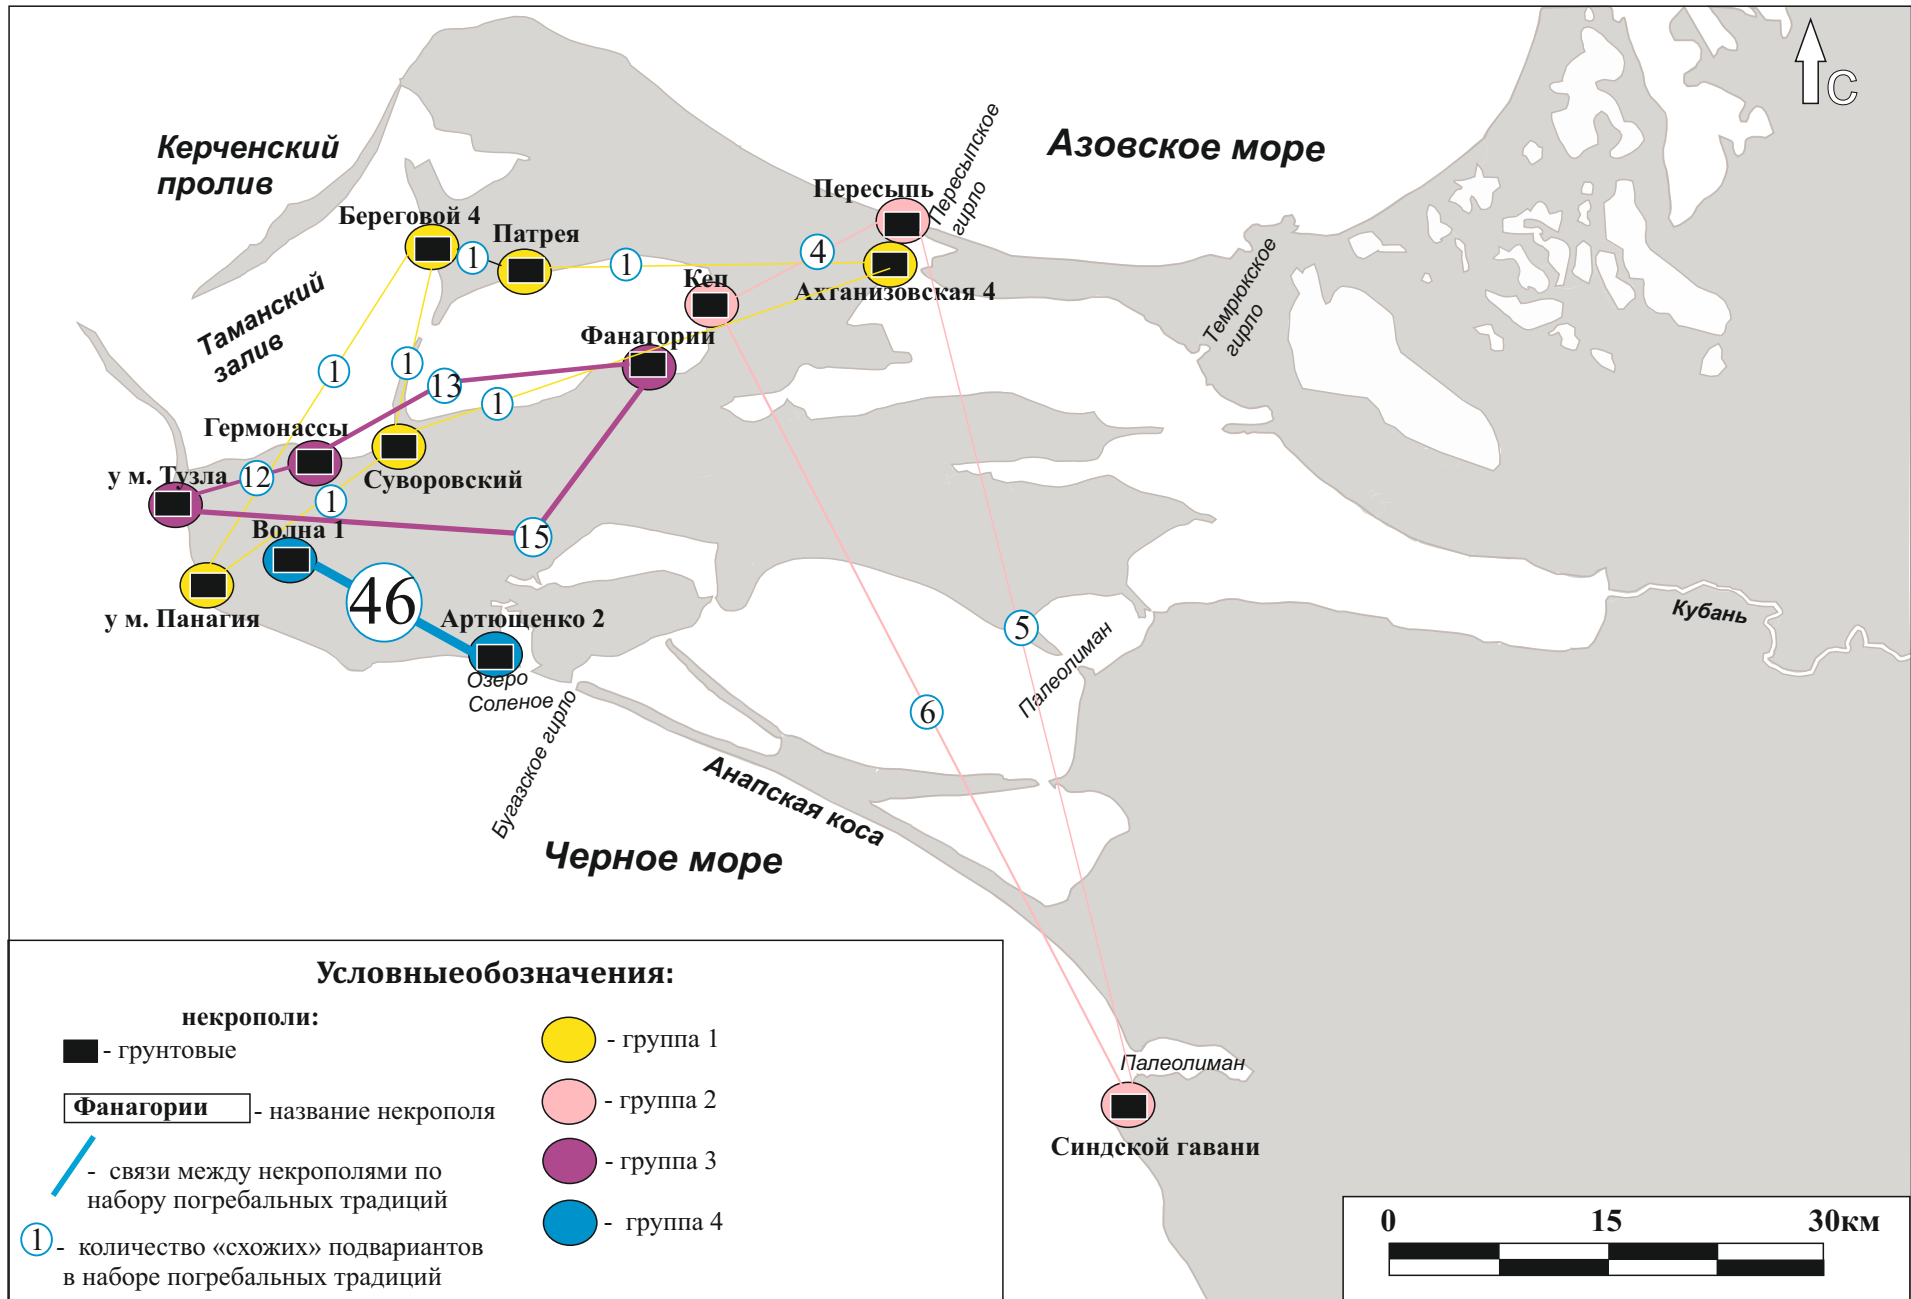 С
Керченский
пролив
Азовское море
Пересыпское
гирло
Пересыпь
Береговой 4
Патрея
1
1
4
Кеп
Ахтанизовская 4
Темрюкское
гирло
Таманский
залив
Фанагории
1
1
13
1
Гермонассы
у м. Тузла
12
Суворовский
1
Волна 1
15
46
у м. Панагия
Артющенко 2
Озеро
Соленое
5
Палеолиман
6
Кубань
Бугазское гирло
Анапская коса
Черное море
Палеолиман
Синдской гавани
Условныеобозначения:
некрополи:
- грунтовые
Фанагории - название некрополя
- связи между некрополями по
набору погребальных традиций
1 - количество «схожих» подвариантов
в наборе погребальных традиций
- группа 1
- группа 2
- группа 3
- группа 4
0 15 30км